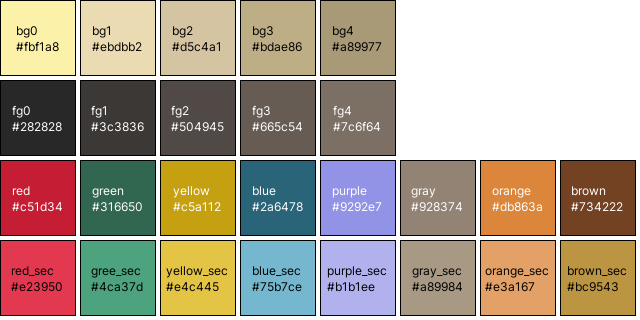 bg0 bg1 bg2 bg3 bg4
#fbf1a8 #ebdbb2 #d5c4a1 #bdae86 #a89977
fg0 fg1 fg2 fg3 fg4
#282828 #3c3836 #504945 #665c54 #7c6f64
red green yellow blue purple gray orange brown
#c51d34 #316650 #c5a112 #2a6478 #9292e7 #928374 #db863a #734222
red_sec gree_sec yellow_sec blue_sec purple_sec gray_sec orange_sec brown_sec
#e23950 #4ca37d #e4c445 #75b7ce #b1b1ee #a89984 #e3a167 #bc9543